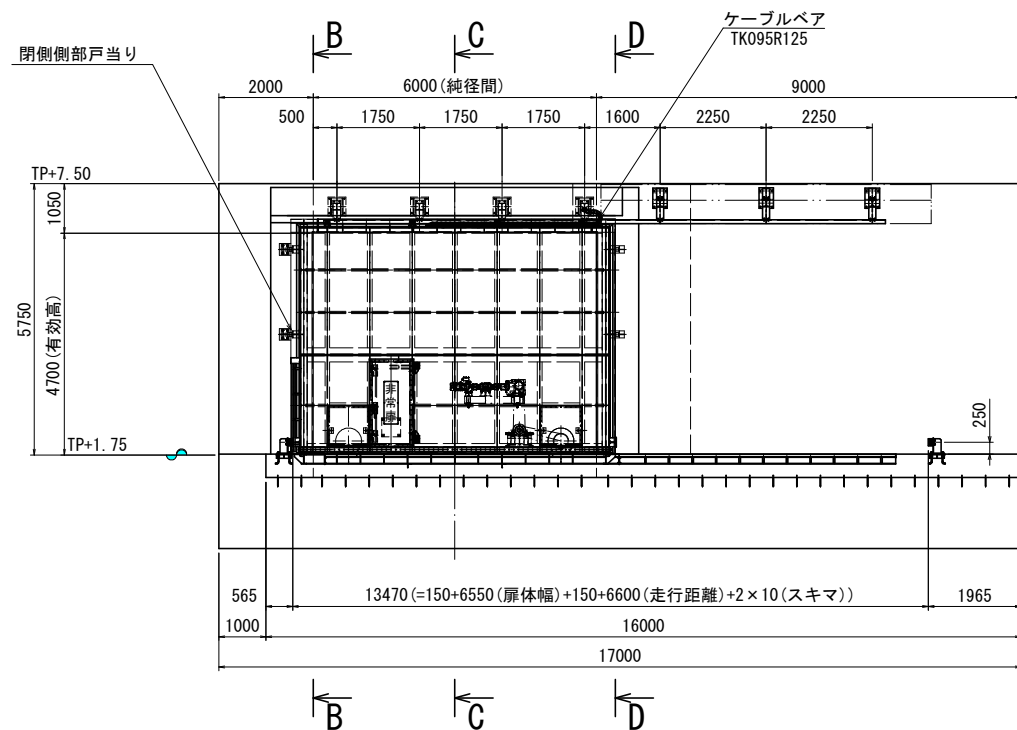 B
C
D
ケーブルベア
TK095R125
閉側側部戸当り
2000
6000(純径間)
9000
500
1750
1750
1750
1600
2250
2250
TP+7.50
1050
5750
4700(有効高)
非常扉
250
TP+1.75
565
13470(=150+6550(扉体幅)+150+6600(走行距離)+2×10(スキマ))
1965
1000
16000
17000
B
C
D